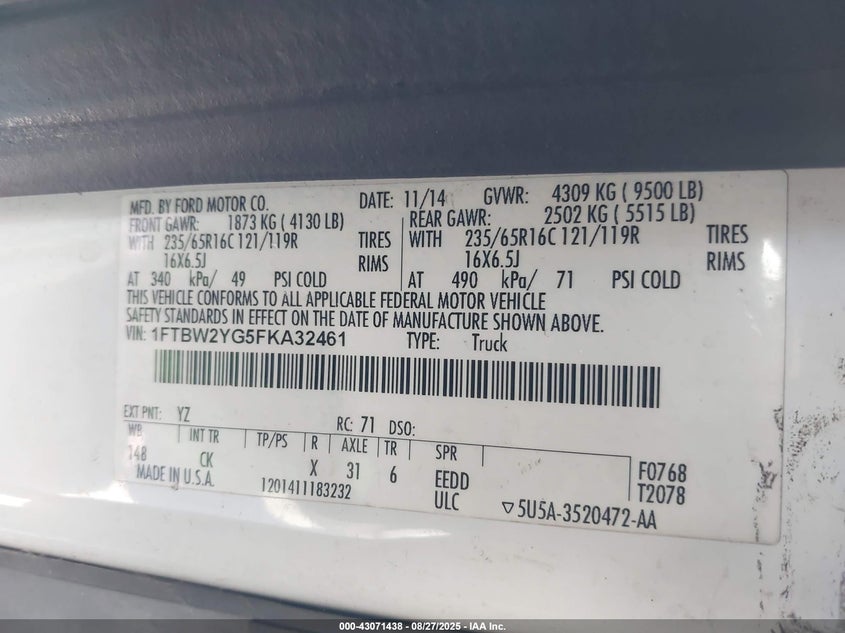 MFD. BY FORD MOTOR CO. DATE: 11/14 GVWR: 4309 KG ( 9500 LB)
FRONT GAWR: 1873 KG ( 4130 LB) REAR GAWR: 2502 KG ( 5515 LB)
WITH 235/65R16C 121/119R TIRES WITH 235/65R16C 121/119R TIRES
16X6.5J RIMS 16X6.5J RIMS
AT 340 kPa/ 49 PSI COLD AT 490 kPa/ 71 PSI COLD
THIS VEHICLE CONFORMS TO ALL APPLICABLE FEDERAL MOTOR VEHICLE
SAFETY STANDARDS IN EFFECT ON THE DATE OF MANUFACTURE SHOWN ABOVE.
VIN: 1FTBW2YG5FKA32461 TYPE: Truck
EXT PNT: YZ RC: 71 DSO:
WB INT TR TP/PS R AXLE TR SPR
148 CK X 31 6 EEDD F0768
MADE IN U.S.A. 1201411183232 ULC T2078
▽5U5A-3520472-AA
000-43071438 - 08/27/2025 - IAA Inc.